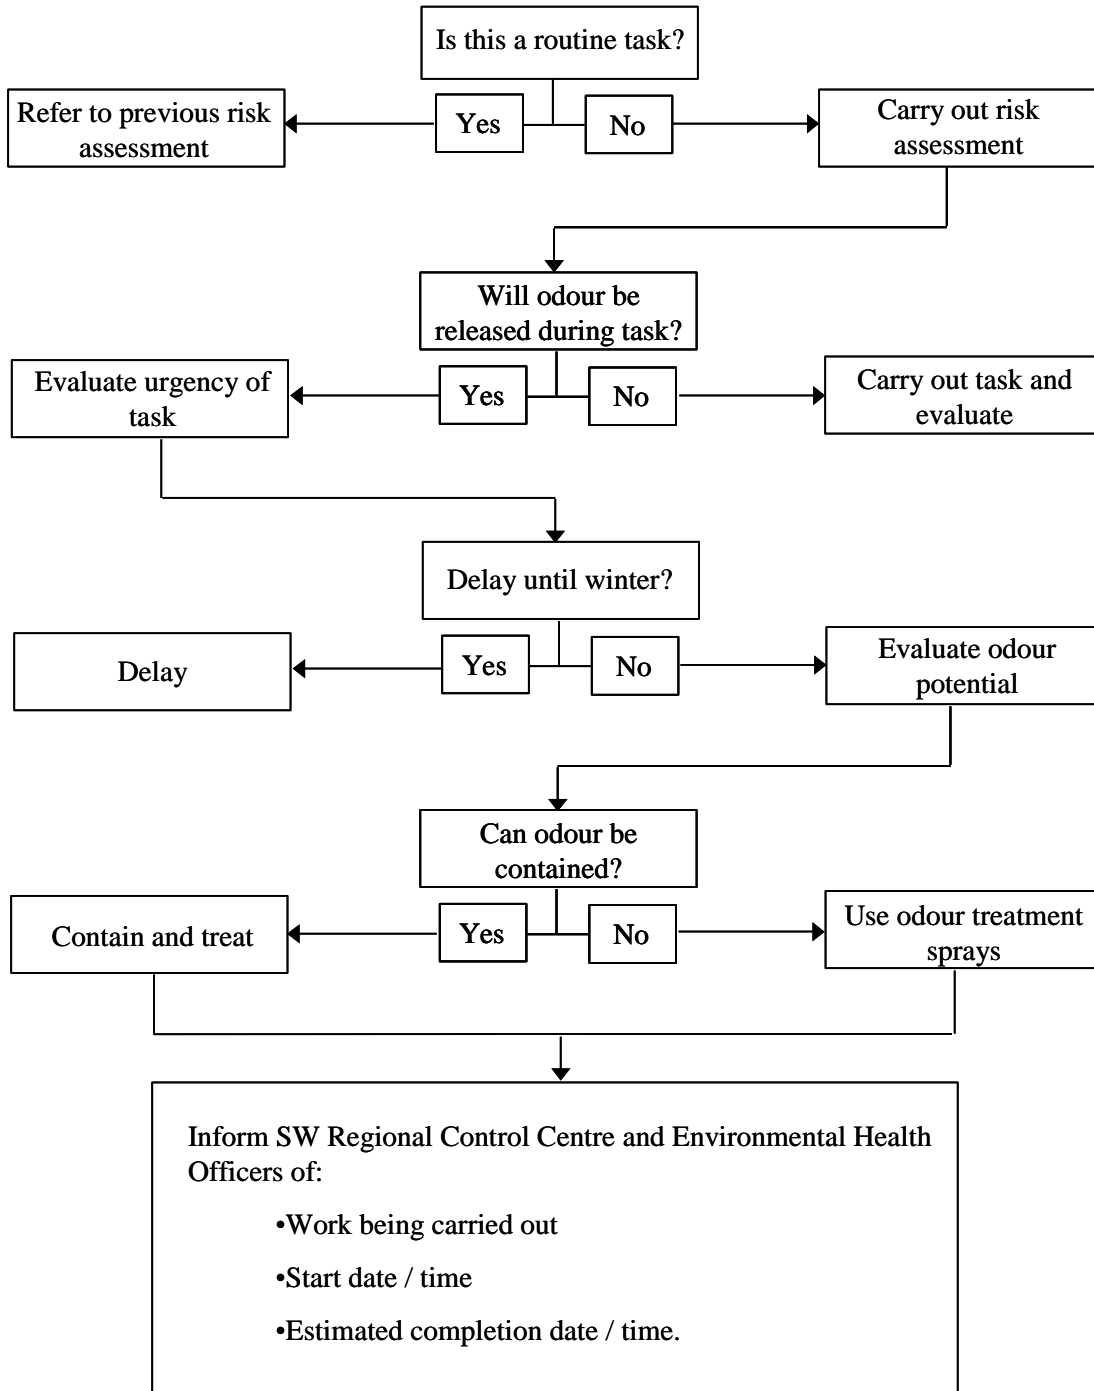 Is this a routine task?
Refer to previous risk
assessment
Yes
No
Carry out risk
assessment
Will odour be
released during task?
Evaluate urgency of
task
Yes
No
Carry out task and
evaluate
Delay until winter?
Delay
Yes
No
Evaluate odour
potential
Can odour be
contained?
Contain and treat
Yes
No
Use odour treatment
sprays
Inform SW Regional Control Centre and Environmental Health
Officers of:
•Work being carried out
•Start date / time
•Estimated completion date / time.